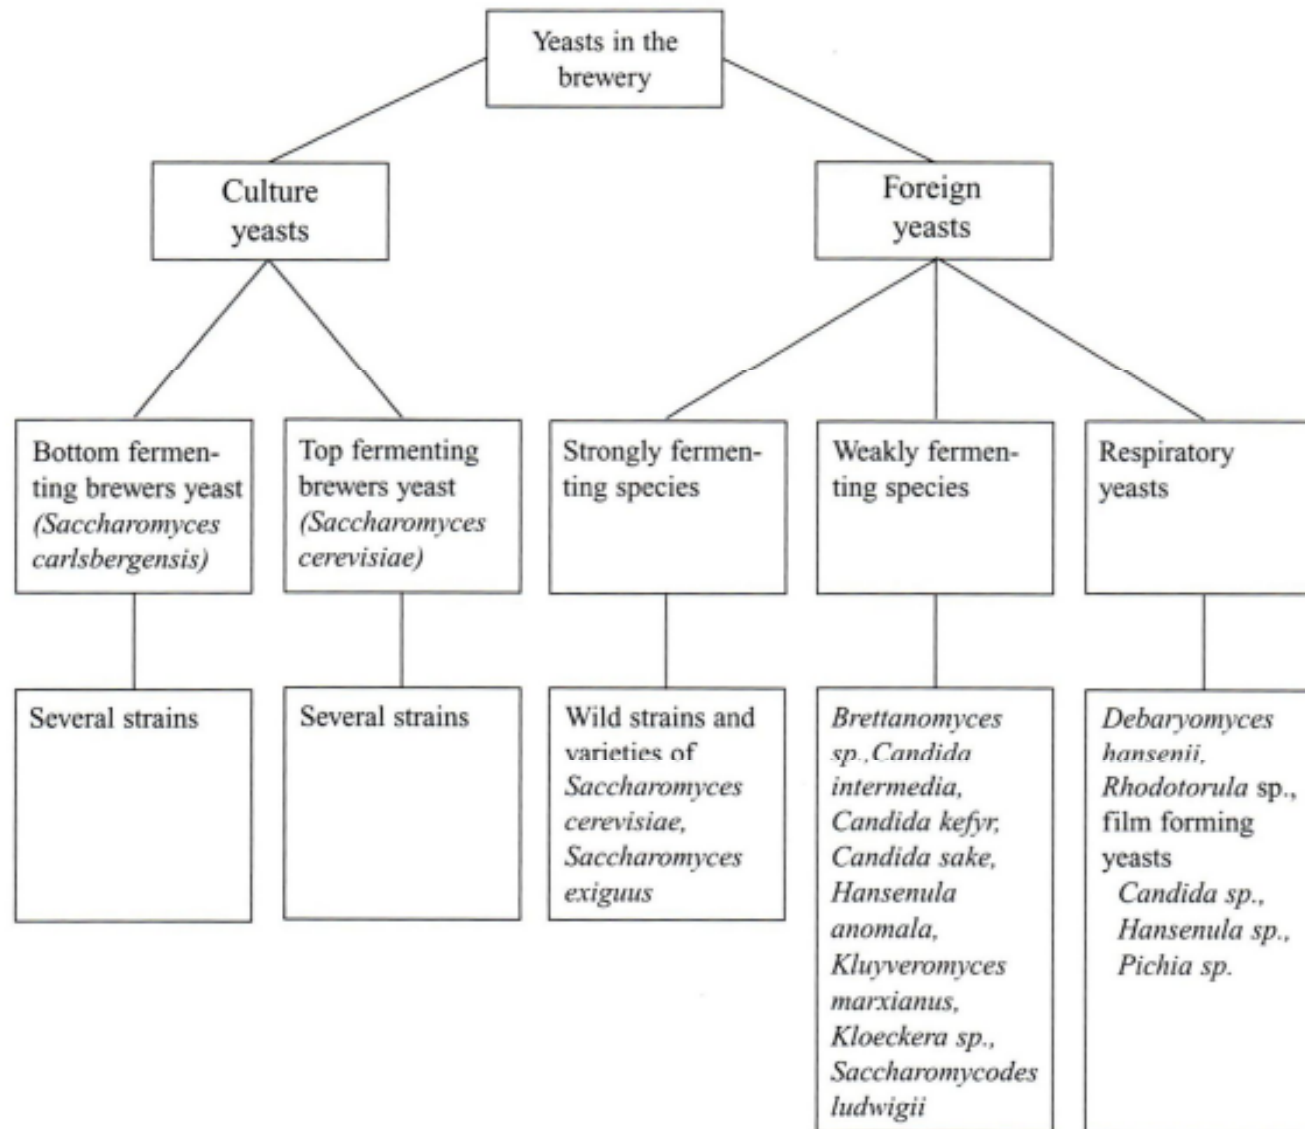 Yeasts in the
brewery
Culture
yeasts
Foreign
yeasts
Bottom fermen-
ting brewers yeast
(Saccharomyces
carlsbergensis)
Top fermenting
brewers yeast
(Saccharomyces
cerevisiae)
Strongly fermen-
ting species
Weakly fermen-
ting species
Respiratory
yeasts
Several strains
Several strains
Wild strains and
varieties of
Saccharomyces
cerevisiae,
Saccharomyces
exiguus
Brettanomyces
sp.,Candida
intermedia,
Candida kefyr,
Candida sake,
Hansenula
anomala,
Kluyveromyces
marxianus,
Kloeckera sp.,
Saccharomycodes
ludwigii
Debaryomyces
hansenii,
Rhodotorula sp.,
film forming
yeasts
Candida sp.,
Hansenula sp.,
Pichia sp.